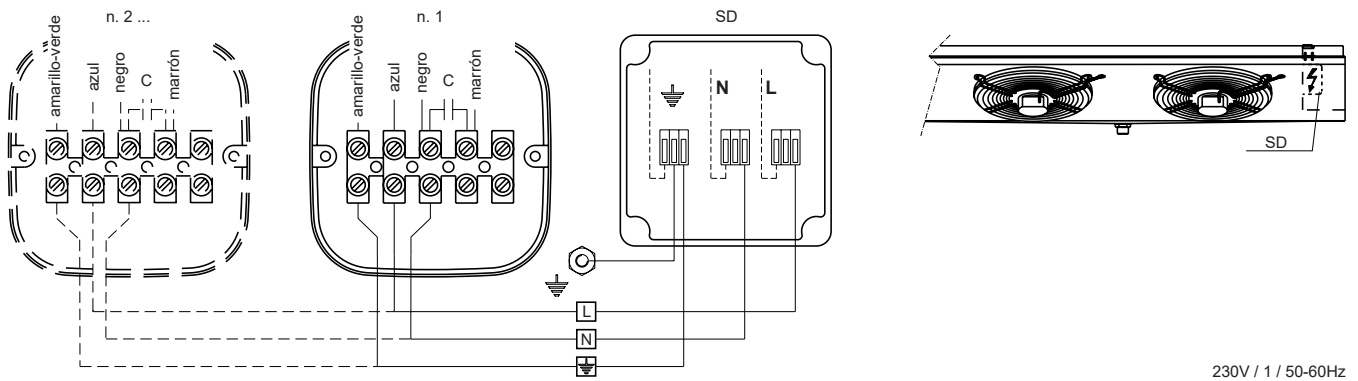 n. 2 ...
amarillo-verde
azul
negro
C
marrón
n. 1
amarillo-verde
azul
negro
C
marrón
SD
N
L
L
N
SD
230V / 1 / 50-60Hz